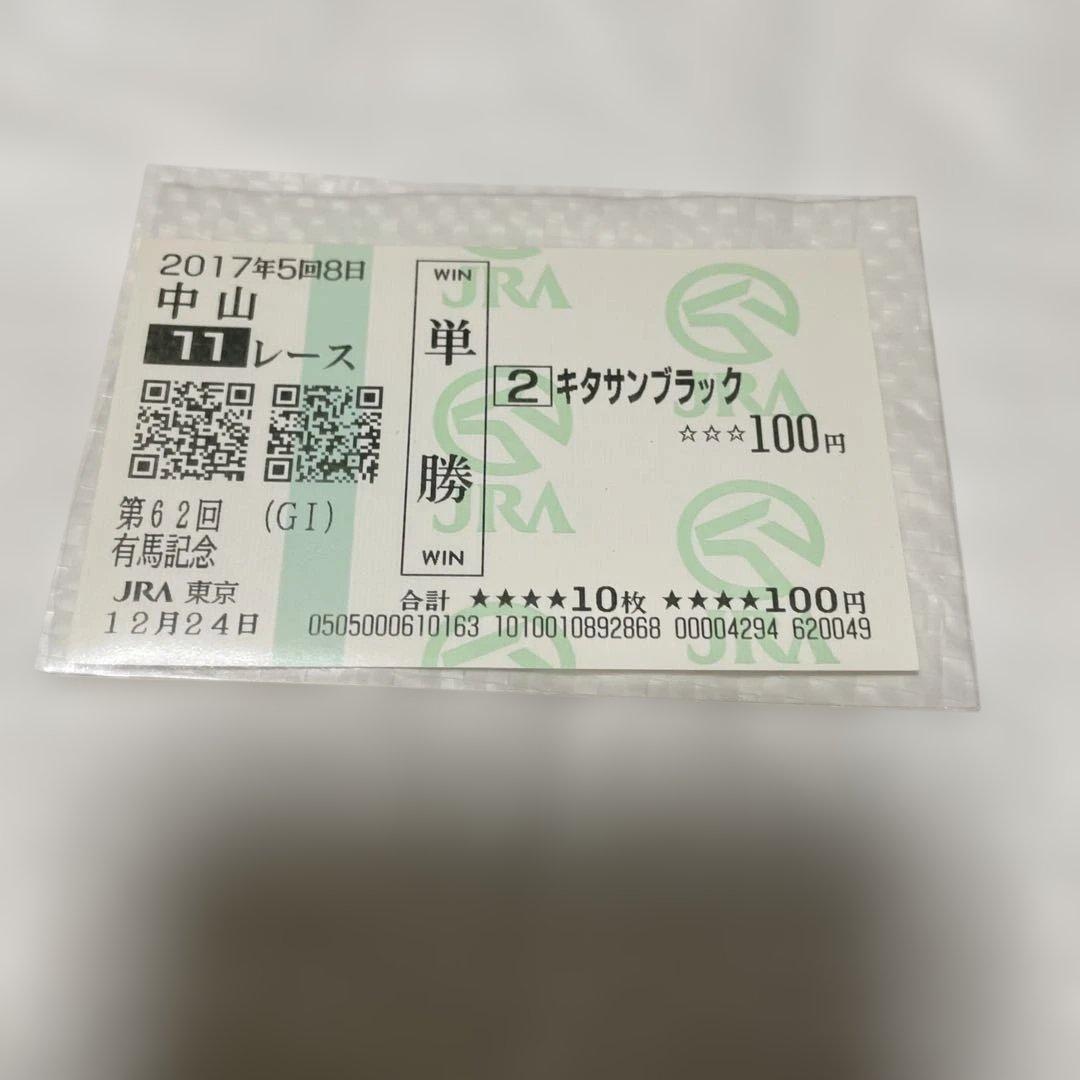 2017年5回8日
中山
11レース
第62回 (GI)
有馬記念
JRA 東京
12月24日
WIN
単勝
WIN
2 キタサンブラック
☆☆☆100円
合計 ★★★★10枚 ★★★★100円
0505000610163 1010010892868 00004294 620049
JRA
JRA
JRA
JRA